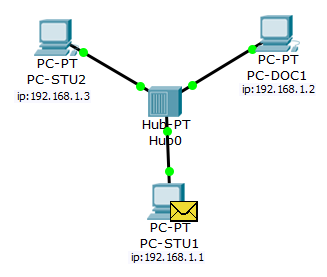 PC-PT
PC-STU2
ip:192.168.1.3
PC-PT
PC-DOC1
ip:192.168.1.2
Hub-PT
Hub0
PC-PT
PC-STU1
ip:192.168.1.1